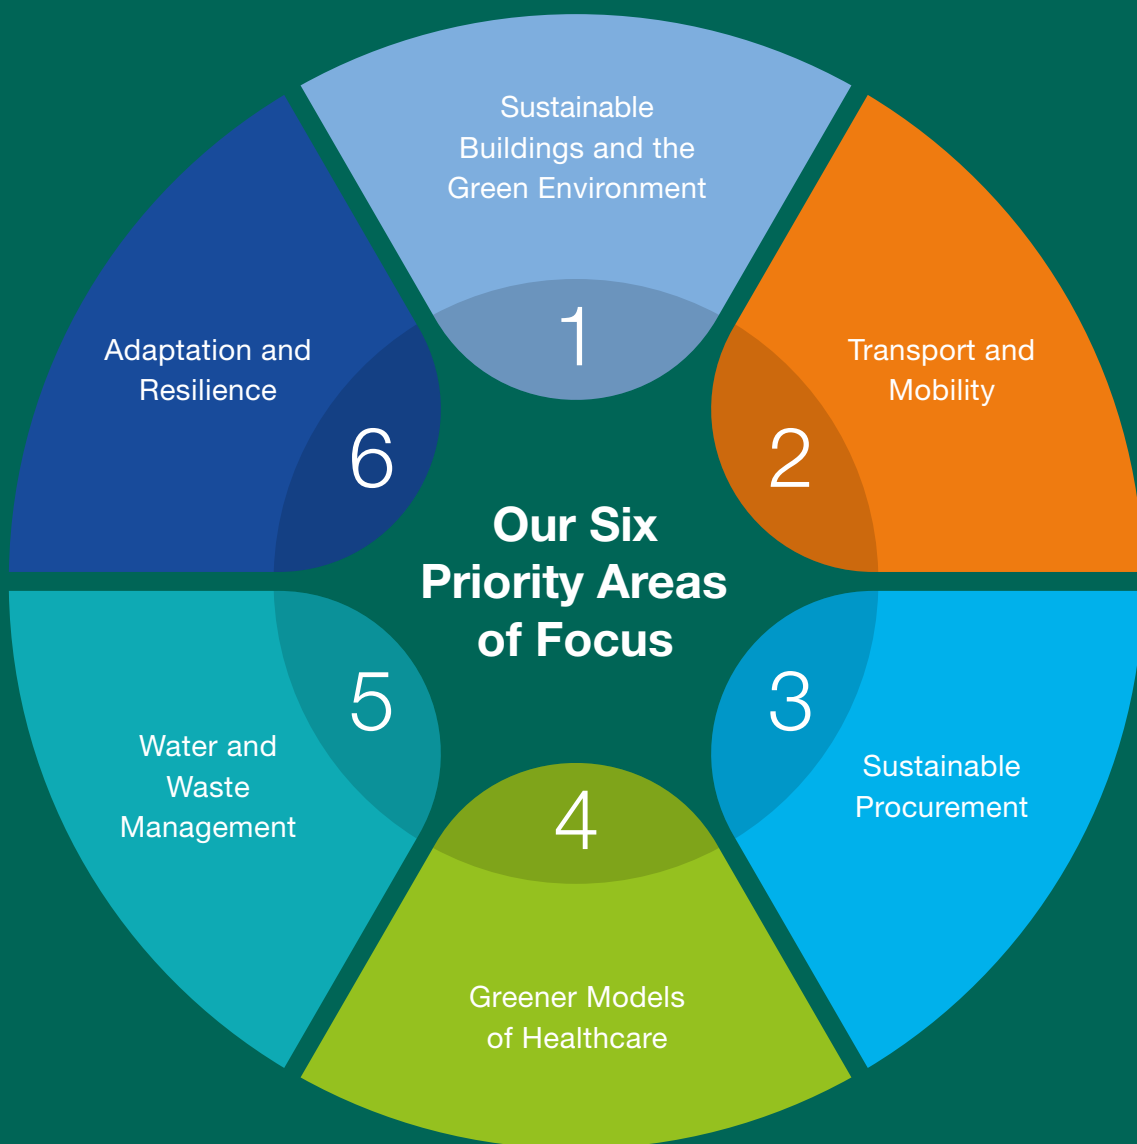 Our Six
Priority Areas
of Focus
1
Sustainable
Buildings and the
Green Environment
2
Transport and
Mobility
3
Sustainable
Procurement
4
Greener Models
of Healthcare
5
Water and
Waste
Management
6
Adaptation and
Resilience